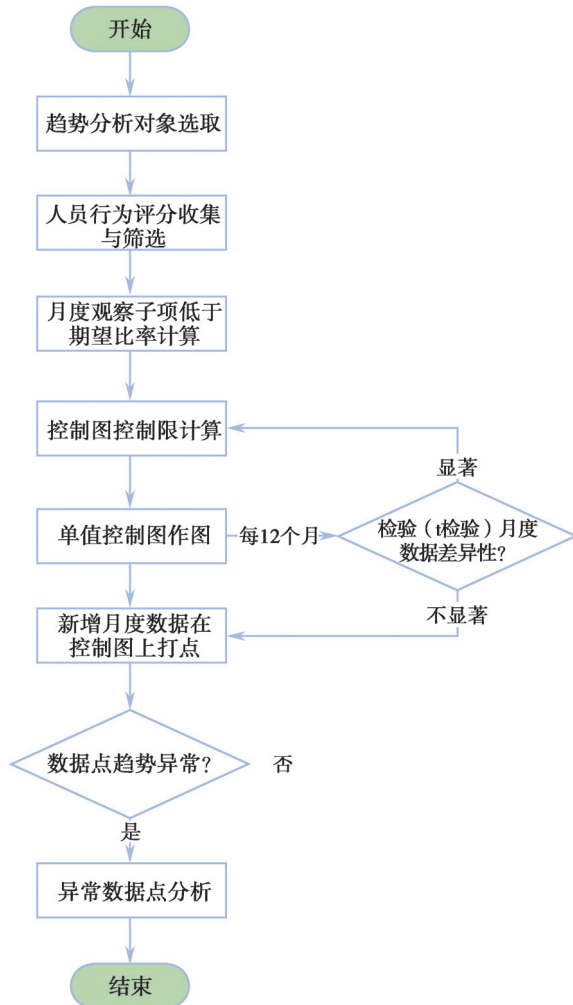 开始
趋势分析对象选取
人员行为评分收集
与筛选
月度观察子项低于
期望比率计算
控制图控制限计算
显著
单值控制图作图
每12个月
检验（t检验）月度
数据差异性？
不显著
新增月度数据在
控制图上打点
数据点趋势异常？
否
是
异常数据点分析
结束